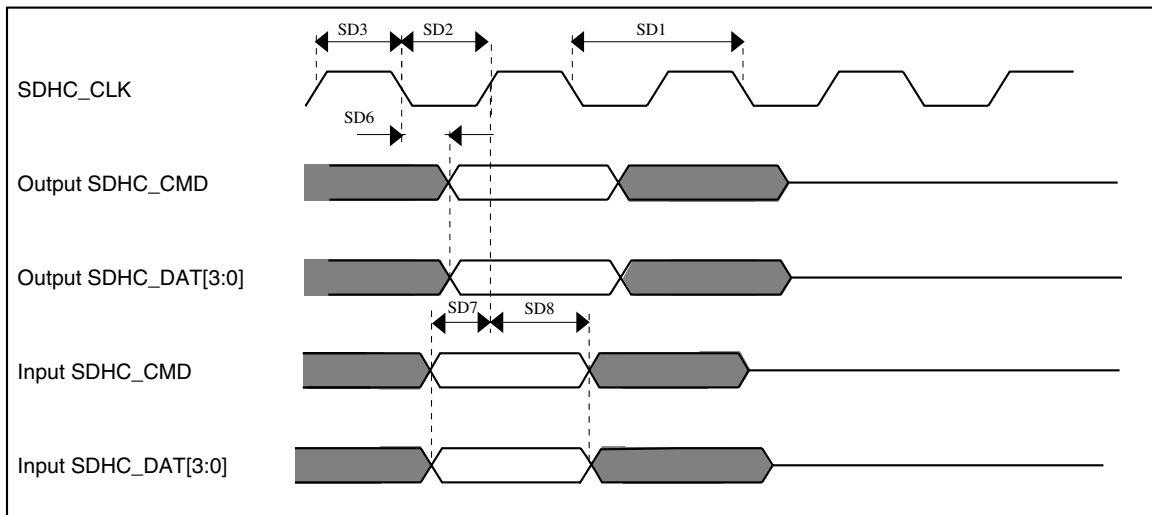 SD3
SD2
SD1
SDHC_CLK
SD6
Output SDHC_CMD
Output SDHC_DAT[3:0]
SD7
SD8
Input SDHC_CMD
Input SDHC_DAT[3:0]